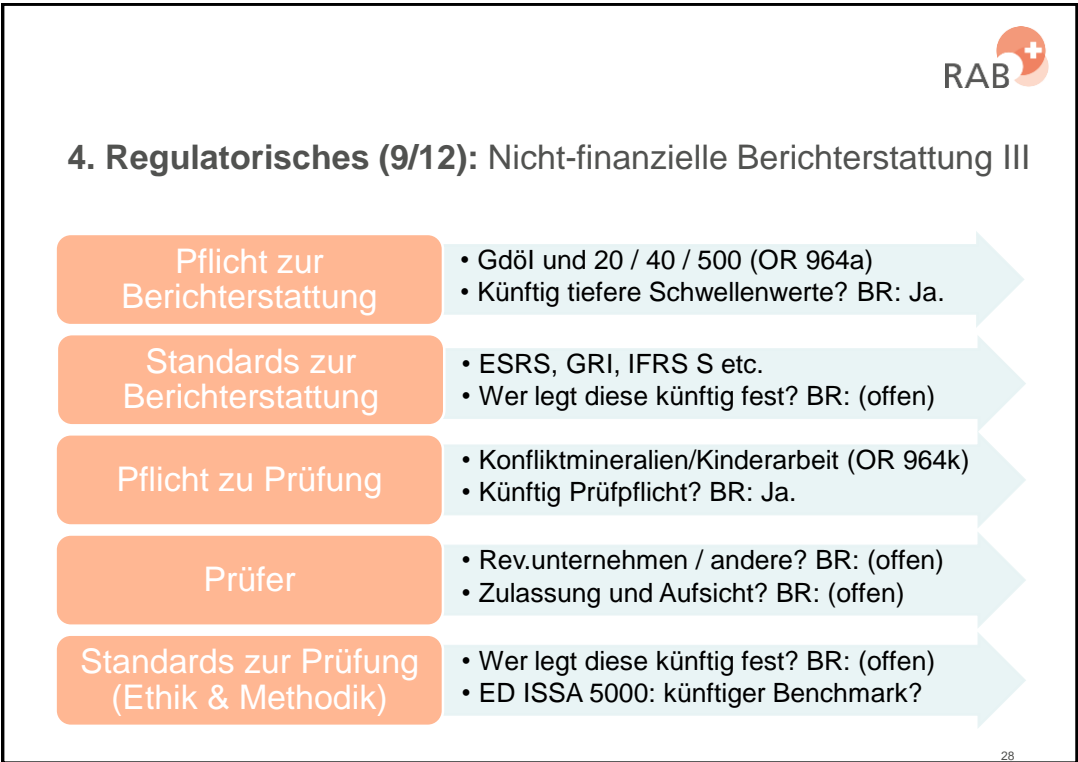 RAB
4. Regulatorisches (9/12): Nicht-finanzielle Berichterstattung III
Pflicht zur
Berichterstattung
• GdöI und 20 / 40 / 500 (OR 964a)
• Künftig tiefere Schwellenwerte? BR: Ja.
Standards zur
Berichterstattung
• ESRS, GRI, IFRS S etc.
• Wer legt diese künftig fest? BR: (offen)
Pflicht zu Prüfung
• Konfliktmineralien/Kinderarbeit (OR 964k)
• Künftig Prüfpflicht? BR: Ja.
Prüfer
• Rev.unternehmen / andere? BR: (offen)
• Zulassung und Aufsicht? BR: (offen)
Standards zur Prüfung
(Ethik & Methodik)
• Wer legt diese künftig fest? BR: (offen)
• ED ISSA 5000: künftiger Benchmark?
28